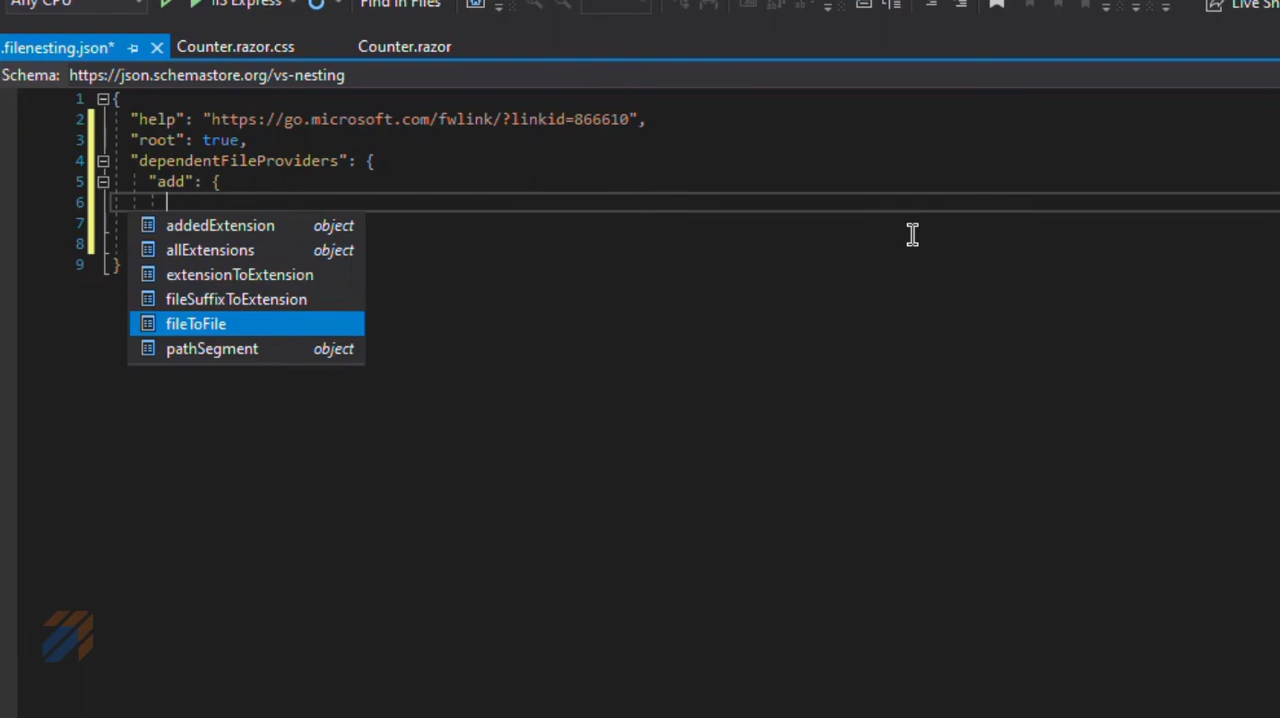 Any CPU IIS Express Find in Files Live Sh
.filenesting.json* Counter.razor.css Counter.razor
Schema: https://json.schemastore.org/vs-nesting
1 {
2 "help": "https://go.microsoft.com/fwlink/?linkid=866610",
3 "root": true,
4 "dependentFileProviders": {
5 "add": {
6
7 addedExtension object
8 allExtensions object
9 } extensionToExtension
fileSuffixToExtension
fileToFile
pathSegment object